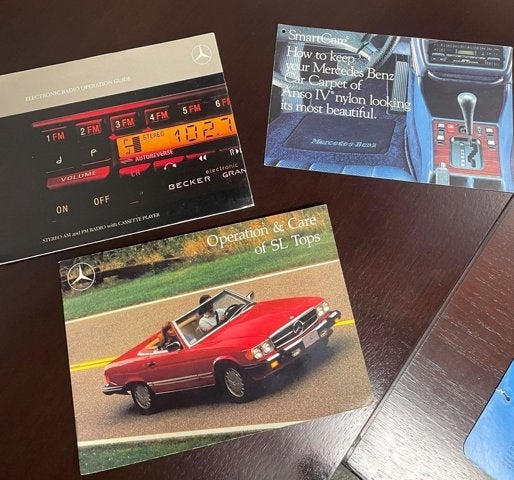 ELECTRONIC RADIO OPERATION GUIDE
1 FM
2 FM
3 FM
4 FM
5 FM
6 F
STEREO
102.7
AUTOREVERSE
d
p
VOLUME
CR
electronic
BECKER GRAN
ON
OFF
STEREO AM and FM RADIO with CASSETTE PLAYER
SmartCare
How to keep
your Mercedes Benz
Car Carpet of
Anso IV nylon looking
its most beautiful.
Mercedes-Benz
Operation & Care
of SL Tops